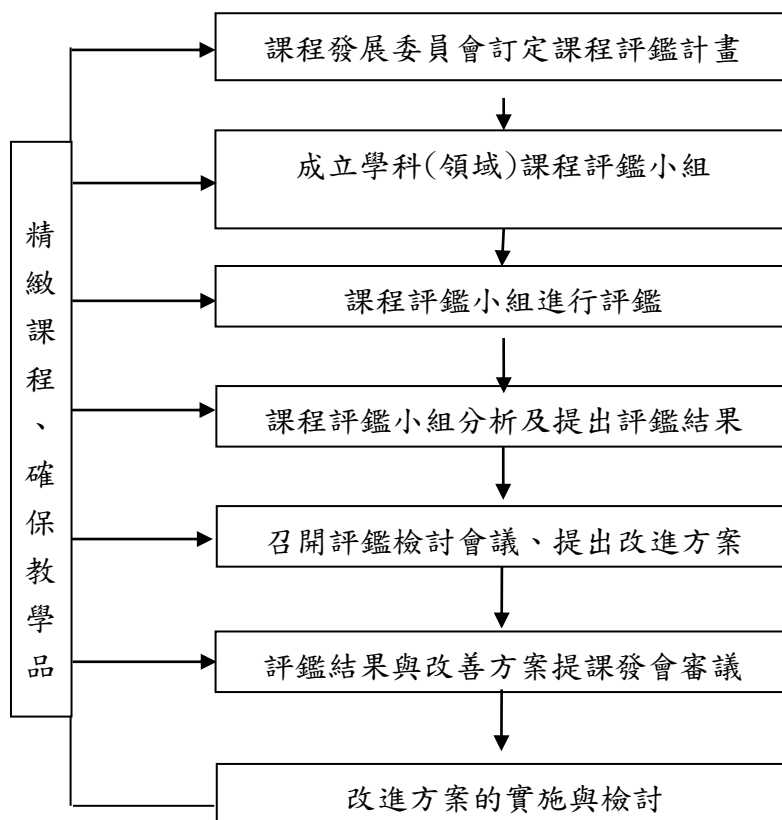 課程發展委員會訂定課程評鑑計畫
成立學科(領域)課程評鑑小組
課程評鑑小組進行評鑑
課程評鑑小組分析及提出評鑑結果
召開評鑑檢討會議、提出改進方案
評鑑結果與改善方案提課發會審議
改進方案的實施與檢討
精緻課程、確保教學品